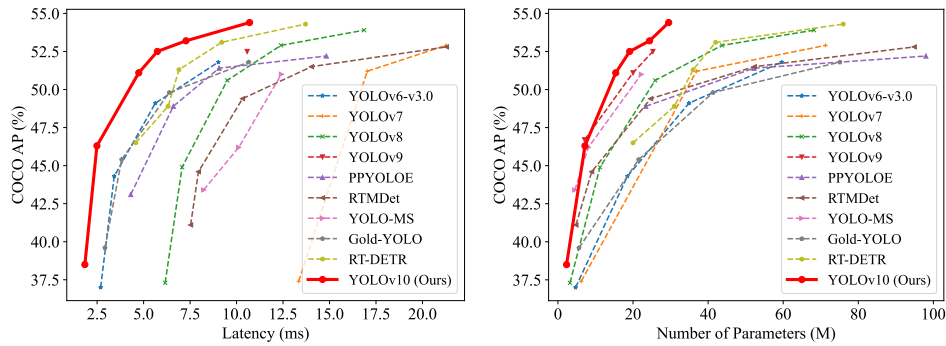 55.0
52.5
50.0
47.5
45.0
42.5
40.0
37.5
COCO AP (%)
2.5 5.0 7.5 10.0 12.5 15.0 17.5 20.0
Latency (ms)
YOLOv6-v3.0
YOLOv7
YOLOv8
YOLOv9
PPYOLOE
RTMDet
YOLO-MS
Gold-YOLO
RT-DETR
YOLOv10 (Ours)
55.0
52.5
50.0
47.5
45.0
42.5
40.0
37.5
COCO AP (%)
0 20 40 60 80 100
Number of Parameters (M)
YOLOv6-v3.0
YOLOv7
YOLOv8
YOLOv9
PPYOLOE
RTMDet
YOLO-MS
Gold-YOLO
RT-DETR
YOLOv10 (Ours)